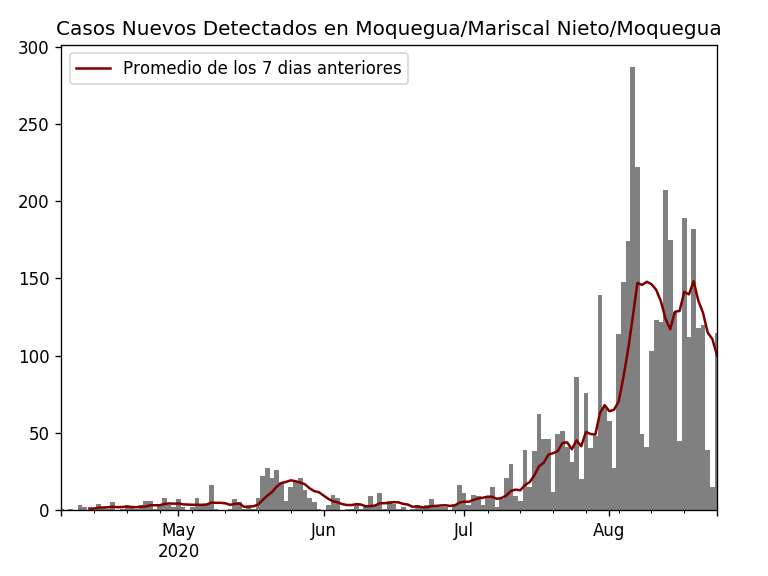 Casos Nuevos Detectados en Moquegua/Mariscal Nieto/Moquegua
Promedio de los 7 dias anteriores
300
250
200
150
100
50
0
May
2020
Jun
Jul
Aug